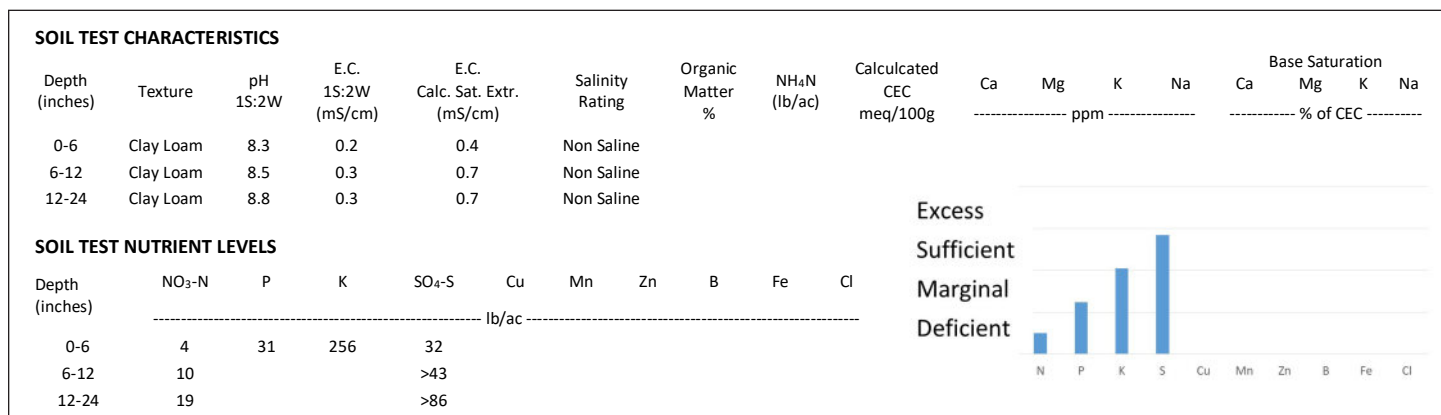 SOIL TEST CHARACTERISTICS
Depth (inches) Texture pH 1S:2W E.C. 1S:2W (mS/cm) E.C. Calc. Sat. Extr. (mS/cm) Salinity Rating Organic Matter % NH₄N (lb/ac) Calculcated CEC meq/100g Ca Mg K Na Base Saturation Ca Mg K Na
----------------- ppm ---------------- ------------ % of CEC ----------
0-6 Clay Loam 8.3 0.2 0.4 Non Saline
6-12 Clay Loam 8.5 0.3 0.7 Non Saline
12-24 Clay Loam 8.8 0.3 0.7 Non Saline
SOIL TEST NUTRIENT LEVELS
Depth (inches) NO₃-N P K SO₄-S Cu Mn Zn B Fe Cl
------------------------------------------------------------ lb/ac -------------------------------------------------------------
0-6 4 31 256 32
6-12 10 >43
12-24 19 >86
Excess
Sufficient
Marginal
Deficient
N P K S Cu Mn Zn B Fe Cl